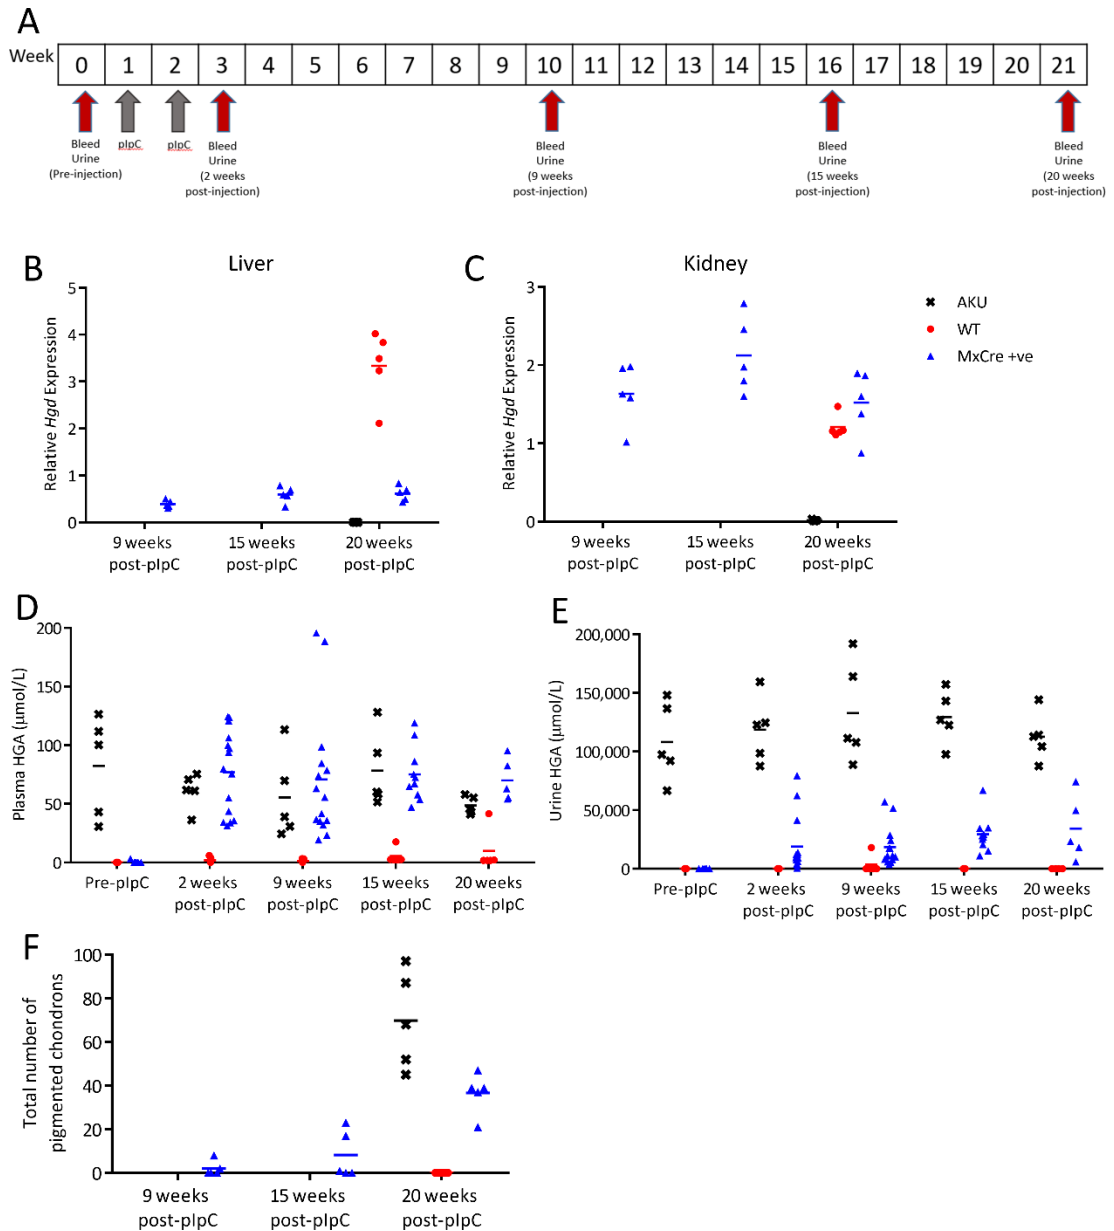 A
Week 0 1 2 3 4 5 6 7 8 9 10 11 12 13 14 15 16 17 18 19 20 21
Bleed
Urine
(Pre-injection)
pIpC
pIpC
Bleed
Urine
(2 weeks
post-injection)
Bleed
Urine
(9 weeks
post-injection)
Bleed
Urine
(15 weeks
post-injection)
Bleed
Urine
(20 weeks
post-injection)
B
Liver
Relative Hgd Expression
5
4
3
2
1
0
9 weeks
post-pIpC
15 weeks
post-pIpC
20 weeks
post-pIpC
C
Kidney
Relative Hgd Expression
3
2
1
0
9 weeks
post-pIpC
15 weeks
post-pIpC
20 weeks
post-pIpC
AKU
WT
MxCre +ve
D
Plasma HGA (μmol/L)
200
150
100
50
0
Pre-pIpC
2 weeks
post-pIpC
9 weeks
post-pIpC
15 weeks
post-pIpC
20 weeks
post-pIpC
E
Urine HGA (μmol/L)
200,000
150,000
100,000
50,000
0
Pre-pIpC
2 weeks
post-pIpC
9 weeks
post-pIpC
15 weeks
post-pIpC
20 weeks
post-pIpC
F
Total number of
pigmented chondrons
100
80
60
40
20
0
9 weeks
post-pIpC
15 weeks
post-pIpC
20 weeks
post-pIpC